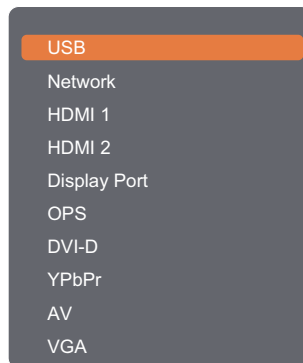 USB
Network
HDMI 1
HDMI 2
Display Port
OPS
DVI-D
YPbPr
AV
VGA